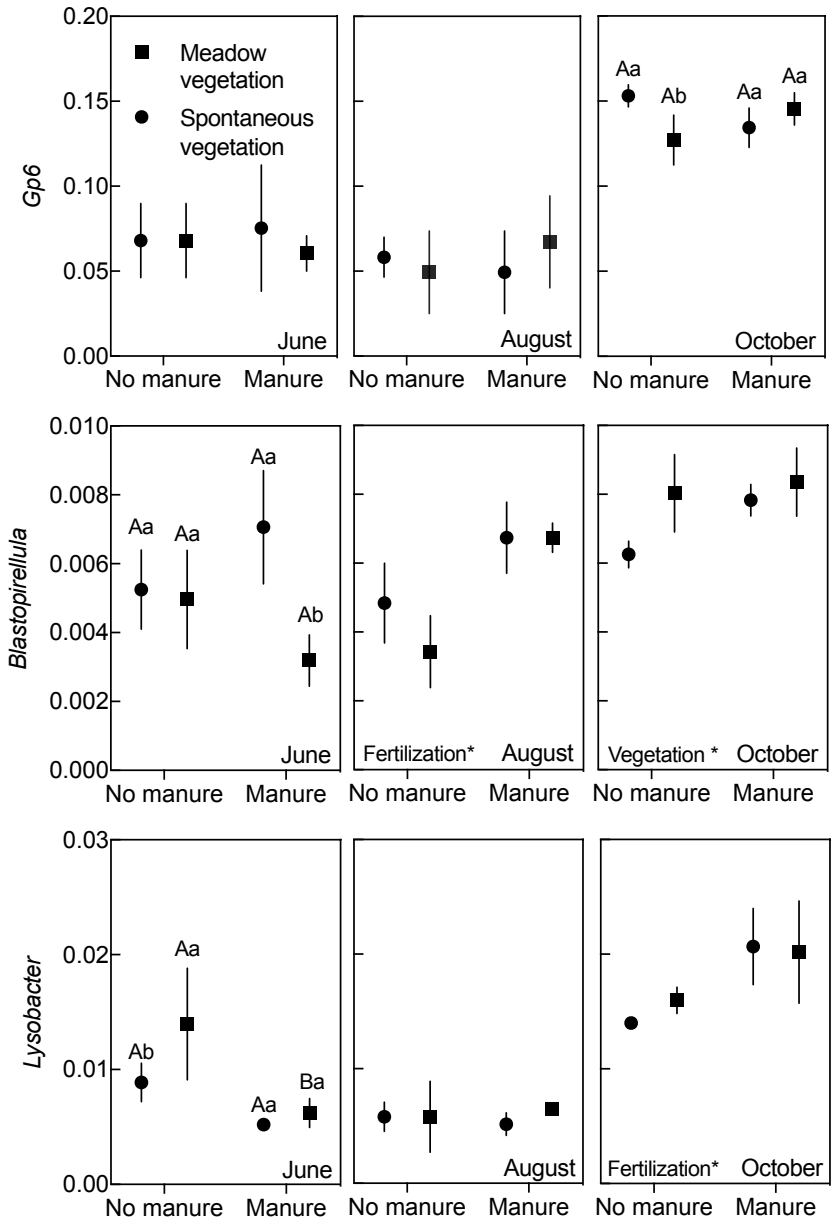 0.20
Meadow
vegetation
Spontaneous
vegetation
Aa
Ab
Aa
Aa
0.15
0.10
0.05
0.00
Gp6
June
August
October
No manure Manure
No manure Manure
No manure Manure
0.010
0.008
0.006
0.004
0.002
0.000
Blastopirellula
Aa
Aa
Aa
Ab
June
Fertilization* August
Vegetation * October
No manure Manure
No manure Manure
No manure Manure
0.03
0.02
0.01
0.00
Lysobacter
Ab
Aa
Aa
Ba
June
August
Fertilization* October
No manure Manure
No manure Manure
No manure Manure